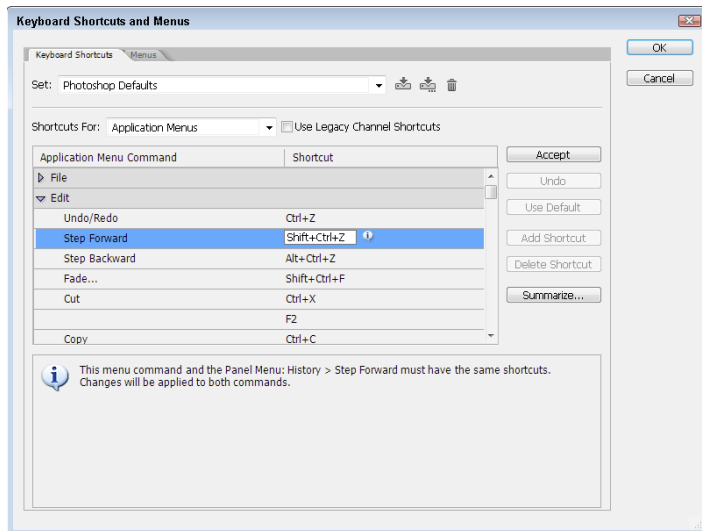 Keyboard Shortcuts and Menus
OK
Keyboard Shortcuts Menus
Set: Photoshop Defaults
Cancel
Shortcuts For: Application Menus Use Legacy Channel Shortcuts
Application Menu Command Shortcut Accept
File
Undo
Edit
Use Default
Undo/Redo Ctrl+Z
Step Forward Shift+Ctrl+Z Add Shortcut
Step Backward Alt+Ctrl+Z
Delete Shortcut
Fade... Shift+Ctrl+F
Cut Ctrl+X Summarize...
F2
Copy Ctrl+C
This menu command and the Panel Menu: History > Step Forward must have the same shortcuts.
Changes will be applied to both commands.